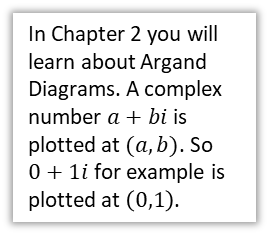 In Chapter 2 you will
learn about Argand
Diagrams. A complex
number 𝑎 + 𝑏𝑖 is
plotted at (𝑎, 𝑏). So
0 + 1𝑖 for example is
plotted at (0,1).